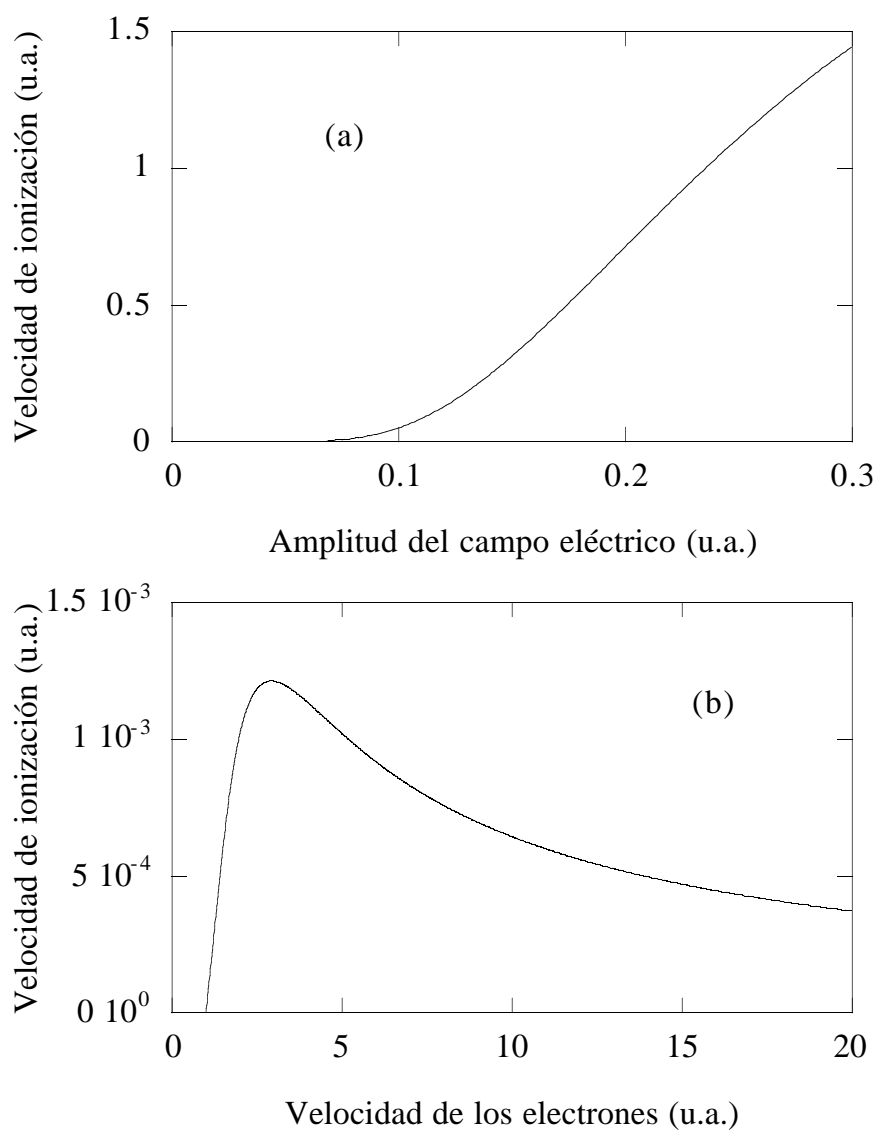 1.5
(a)
1
0.5
0
0 0.1 0.2 0.3
Velocidad de ionización (u.a.)
Amplitud del campo eléctrico (u.a.)
1.5 10⁻³
(b)
1 10⁻³
5 10⁻⁴
0 10⁰
0 5 10 15 20
Velocidad de ionización (u.a.)
Velocidad de los electrones (u.a.)